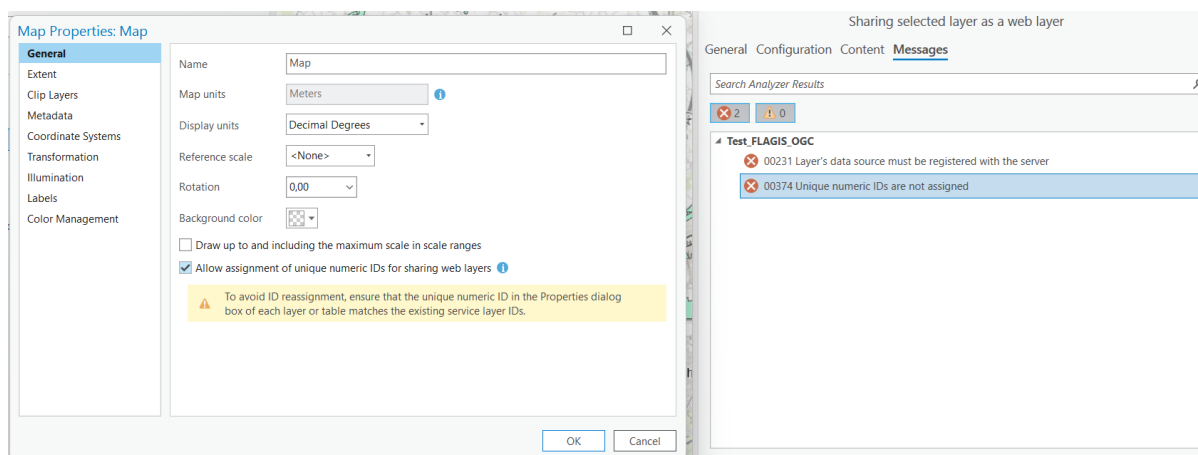 Map Properties: Map
General
Extent
Clip Layers
Metadata
Coordinate Systems
Transformation
Illumination
Labels
Color Management
Name
Map
Map units
Meters
Display units
Decimal Degrees
Reference scale
<None>
Rotation
0,00
Background color
Draw up to and including the maximum scale in scale ranges
Allow assignment of unique numeric IDs for sharing web layers
To avoid ID reassignment, ensure that the unique numeric ID in the Properties dialog
box of each layer or table matches the existing service layer IDs.
OK
Cancel
Sharing selected layer as a web layer
General Configuration Content Messages
Search Analyzer Results
2
0
Test_FLAGIS_OGC
00231 Layer's data source must be registered with the server
00374 Unique numeric IDs are not assigned